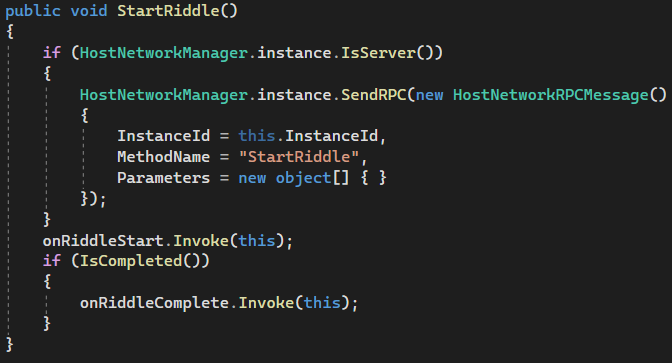 public void StartRiddle()
{
    if (HostNetworkManager.instance.IsServer())
    {
        HostNetworkManager.instance.SendRPC(new HostNetworkRPCMessage()
        {
            InstanceId = this.InstanceId,
            MethodName = "StartRiddle",
            Parameters = new object[] { }
        });
    }
    onRiddleStart.Invoke(this);
    if (IsCompleted())
    {
        onRiddleComplete.Invoke(this);
    }
}